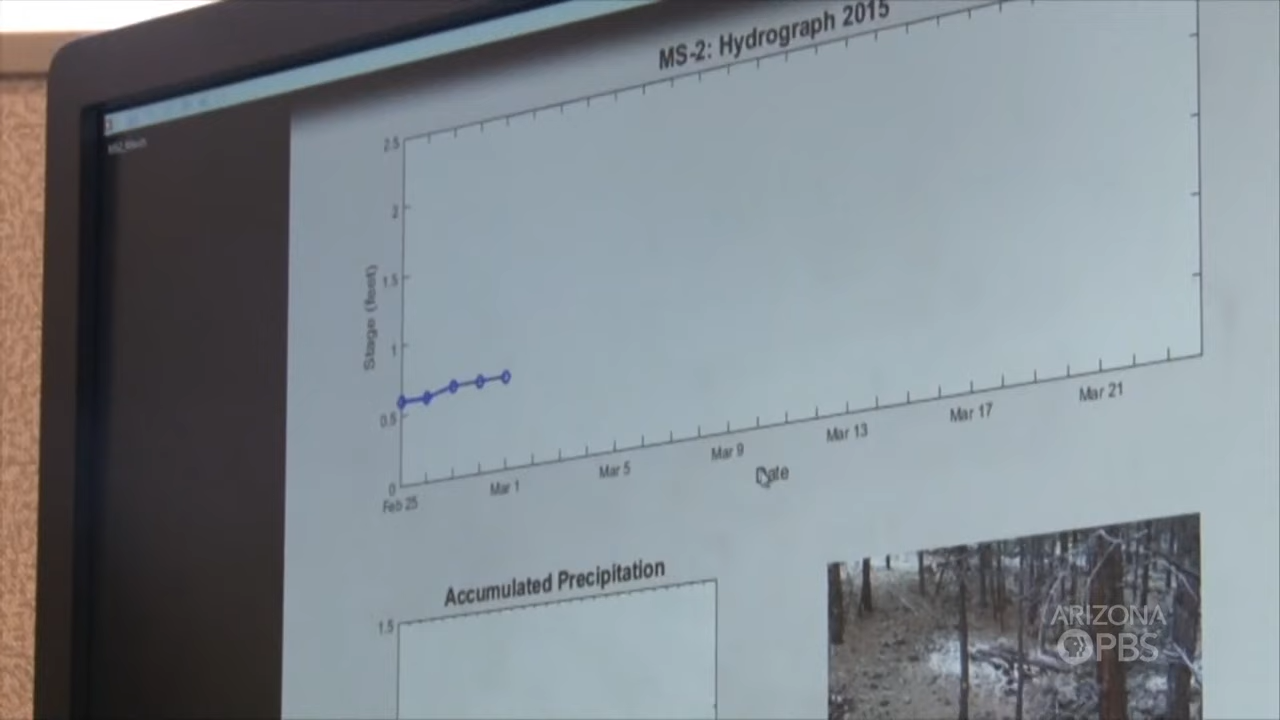 MS-2: Hydrograph 2015
2.5
2
1.5
1
0.5
0
Stage (feet)
Feb 25
Mar 1
Mar 5
Mar 9
Mar 13
Mar 17
Mar 21
Date
Accumulated Precipitation
1.5
ARIZONA
PBS